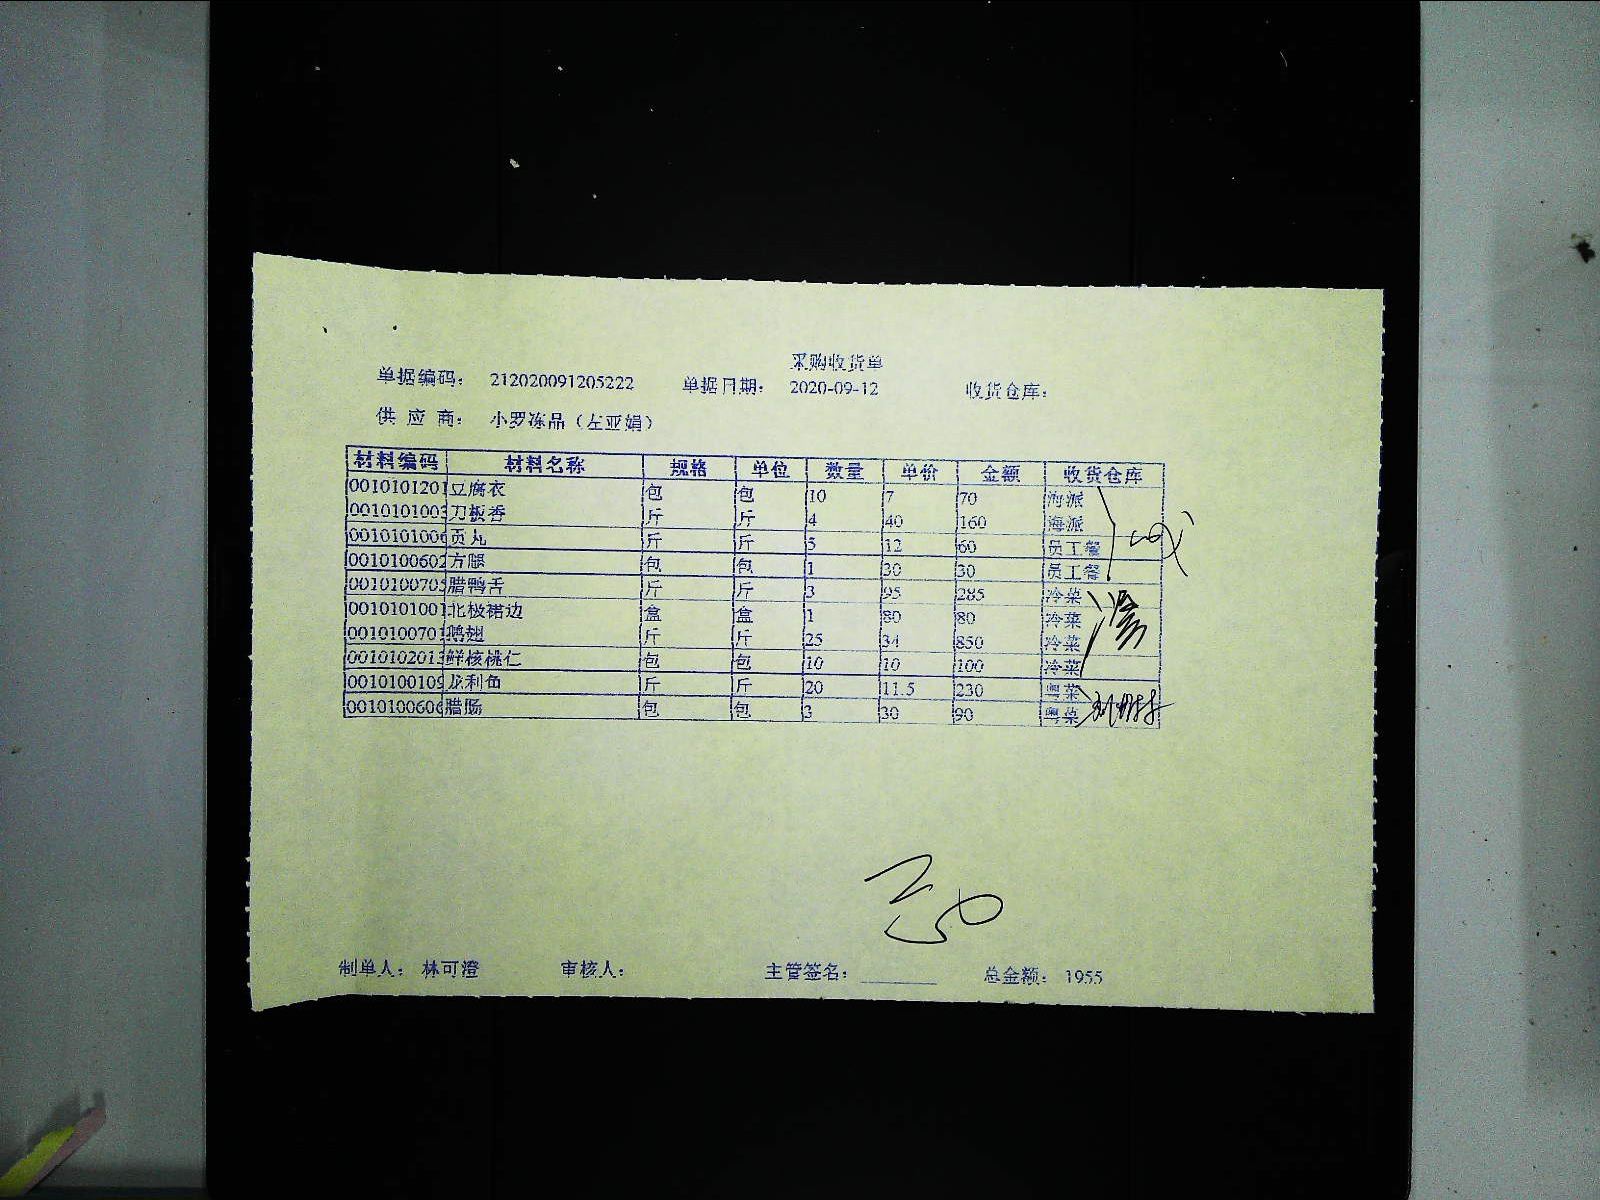 采购收货单
单据编码： 212020091205222 单据日期： 2020-09-12 收货仓库：
供 应 商： 小罗冻品（左亚娟）
材料编码 材料名称 规格 单位 数量 单价 金额 收货仓库
0010101201 豆腐衣 包 包 10 7 70 海派
001010100 刀板香 斤 斤 4 40 160 海派
001010100 贡丸 斤 斤 5 12 60 员工餐
001010060 方腿 包 包 1 30 30 员工餐
001010070 腊鸭舌 斤 斤 3 95 285 冷菜
0010101001 北极裙边 盒 盒 1 80 80 冷菜
0010100701 鹅翅 斤 斤 25 34 850 冷菜
001010201 鲜核桃仁 包 包 10 10 100 冷菜
001010010 龙利鱼 斤 斤 20 11.5 230 粤菜
001010060 腊肠 包 包 3 30 90 粤菜
制单人： 林可澄 审核人： 主管签名： 总金额： 1955